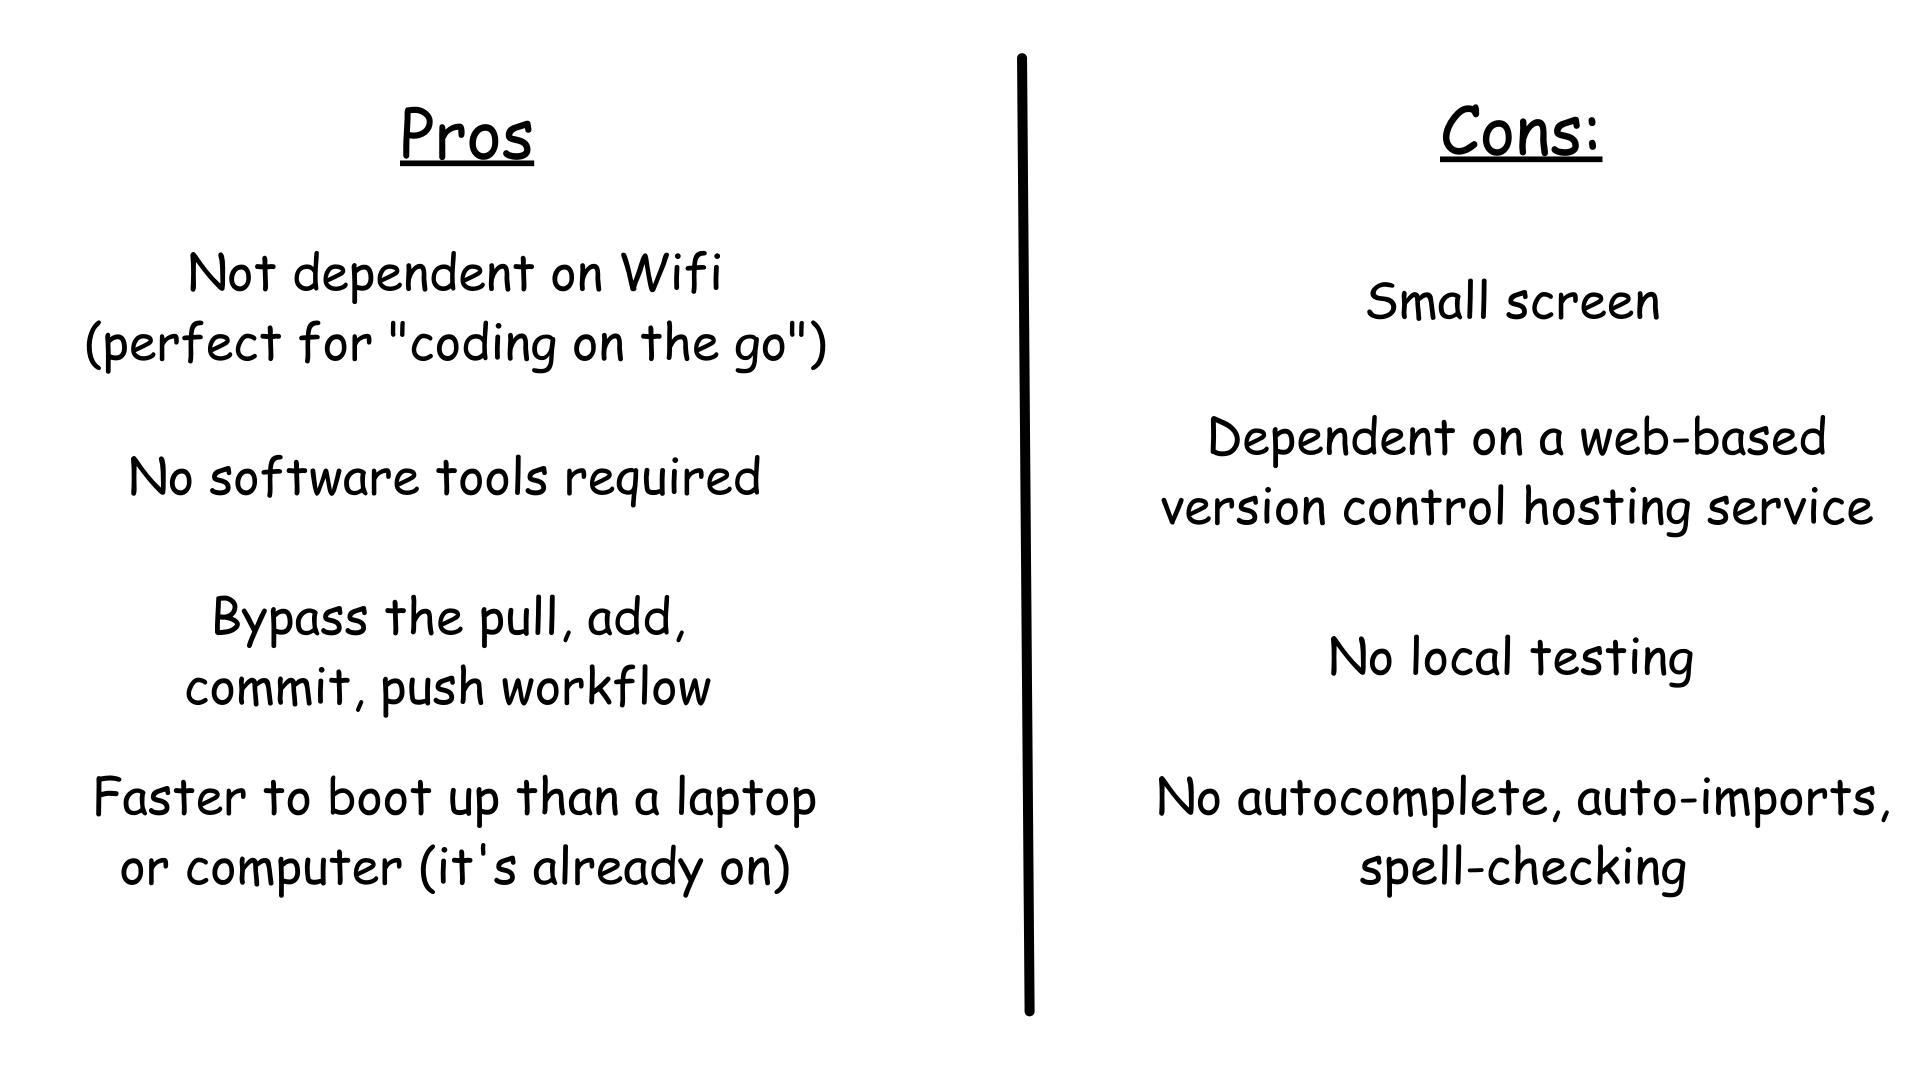 Pros
Not dependent on Wifi
(perfect for "coding on the go")
No software tools required
Bypass the pull, add,
commit, push workflow
Faster to boot up than a laptop
or computer (it's already on)
Cons:
Small screen
Dependent on a web-based
version control hosting service
No local testing
No autocomplete, auto-imports,
spell-checking